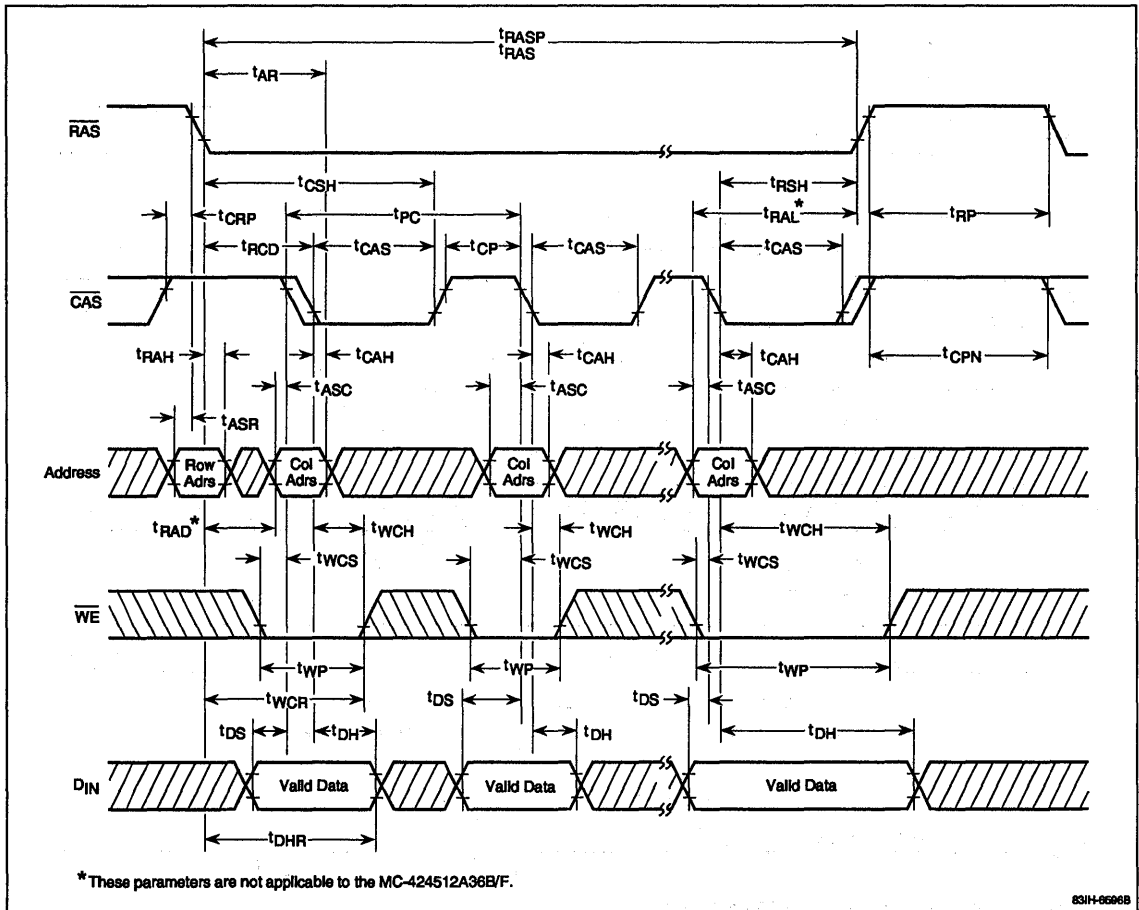 tRASP
tRAS
tAR
RAS
tCSH
tRSH
tCRP
tPC
tRAL*
tRP
tRCD
tCAS
tCP
tCAS
tCAS
CAS
tRAH
tCAH
tCAH
tCAH
tCPN
tASC
tASC
tASC
tASR
Address
Row Adrs
Col Adrs
Col Adrs
Col Adrs
tRAD*
tWCH
tWCH
tWCH
tWCS
tWCS
tWCS
WE
tWP
tWP
tWP
tWCR
tDS
tDS
tDS
tDH
tDH
tDH
DIN
Valid Data
Valid Data
Valid Data
tDHR
*These parameters are not applicable to the MC-424512A36B/F.
83IH-6596B